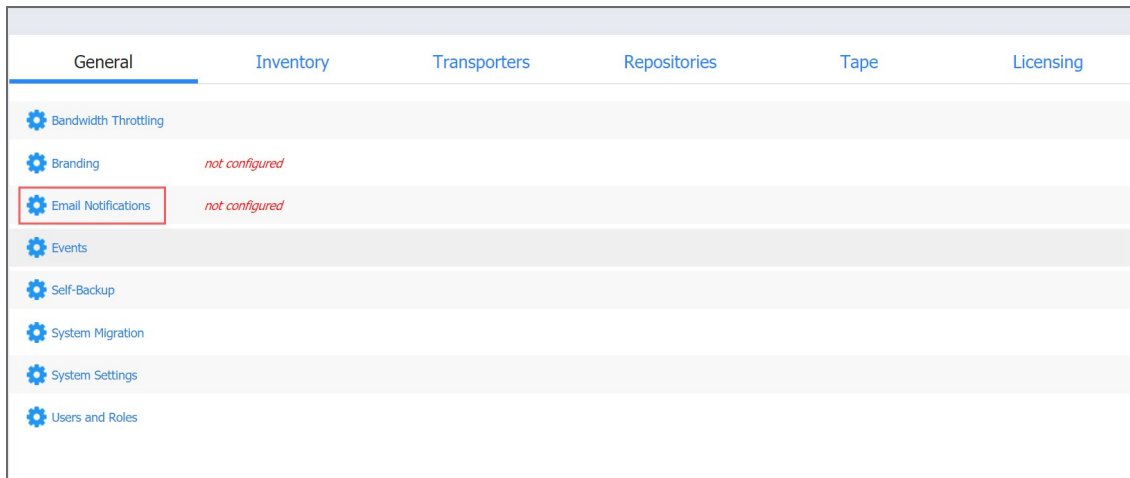 General Inventory Transporters Repositories Tape Licensing
Bandwidth Throttling
Branding not configured
Email Notifications not configured
Events
Self-Backup
System Migration
System Settings
Users and Roles